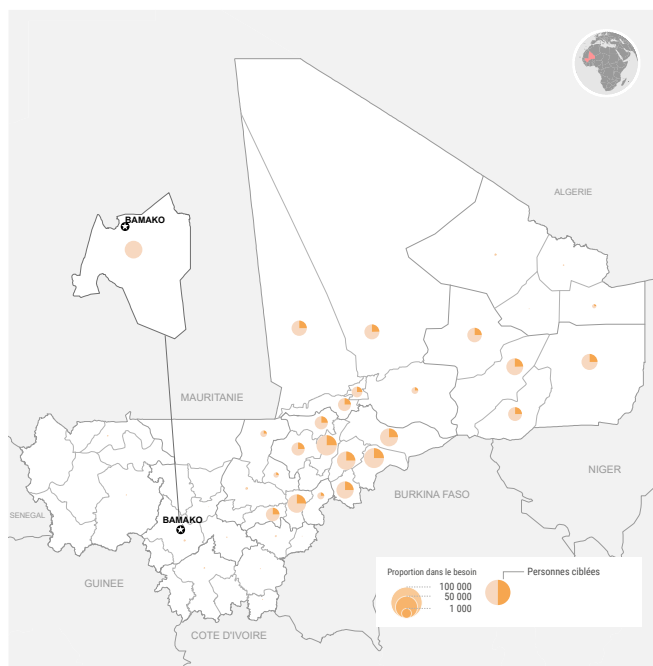 ALGERIE
BAMAKO
MAURITANIE
NIGER
BURKINA FASO
SENEGAL
BAMAKO
GUINEE
COTE D'IVOIRE
Proportion dans le besoin
100 000
50 000
1 000
Personnes ciblées